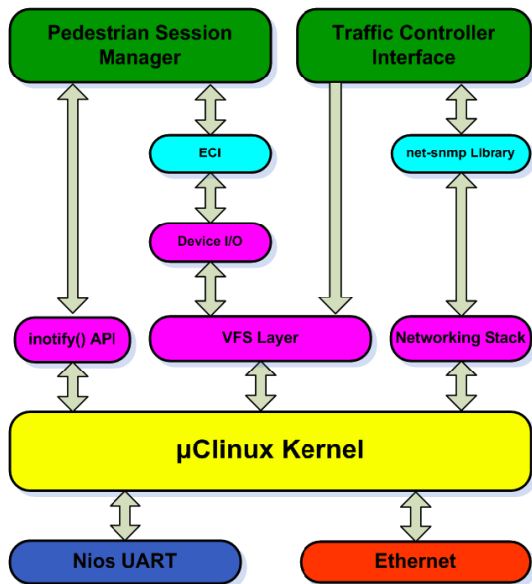 Pedestrian Session
Manager
Traffic Controller
Interface
ECI
net-snmp Library
Device I/O
inotify() API
VFS Layer
Networking Stack
µClinux Kernel
Nios UART
Ethernet